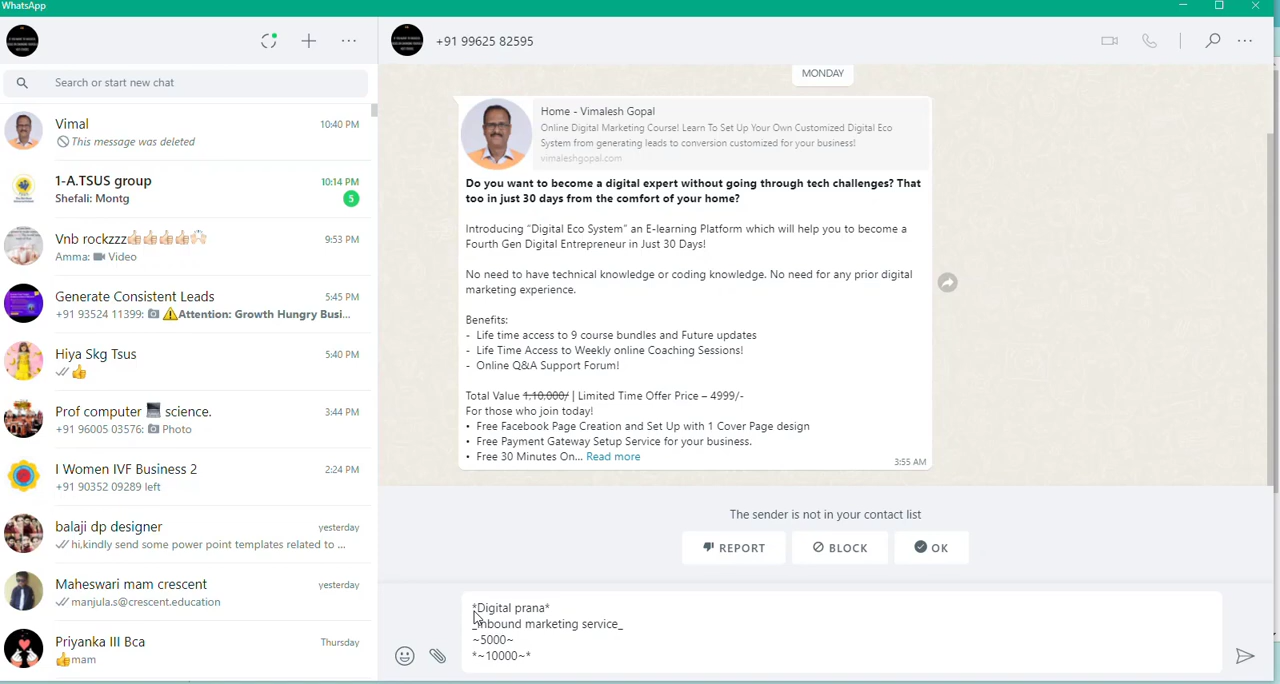 WhatsApp
+91 99625 82595
Search or start new chat
Vimal 10:40 PM
This message was deleted
1-A.TSUS group 10:14 PM
Shefali: Montg 5
Vnb rockzzz👍🏻👍🏻👍🏻👍🏻🙌🏻 9:53 PM
Amma: Video
Generate Consistent Leads 5:45 PM
+91 93524 11399: ⚠️Attention: Growth Hungry Busi...
Hiya Skg Tsus 5:40 PM
👍
Prof computer 💻 science. 3:44 PM
+91 96005 03576: Photo
I Women IVF Business 2 2:24 PM
+91 90352 09289 left
balaji dp designer yesterday
hi,kindly send some power point templates related to ...
Maheswari mam crescent yesterday
manjula.s@crescent.education
Priyanka III Bca Thursday
👍mam
MONDAY
Home - Vimalesh Gopal
Online Digital Marketing Course! Learn To Set Up Your Own Customized Digital Eco
System from generating leads to conversion customized for your business!
vimaleshgopal.com
Do you want to become a digital expert without going through tech challenges? That
too in just 30 days from the comfort of your home?
Introducing “Digital Eco System” an E-learning Platform which will help you to become a
Fourth Gen Digital Entrepreneur in Just 30 Days!
No need to have technical knowledge or coding knowledge. No need for any prior digital
marketing experience.
Benefits:
- Life time access to 9 course bundles and Future updates
- Life Time Access to Weekly online Coaching Sessions!
- Online Q&A Support Forum!
Total Value 1,10,000/ | Limited Time Offer Price – 4999/-
For those who join today!
• Free Facebook Page Creation and Set Up with 1 Cover Page design
• Free Payment Gateway Setup Service for your business.
• Free 30 Minutes On... Read more
3:55 AM
The sender is not in your contact list
REPORT BLOCK OK
*Digital prana*
_Inbound marketing service_
~5000~
*~10000~*